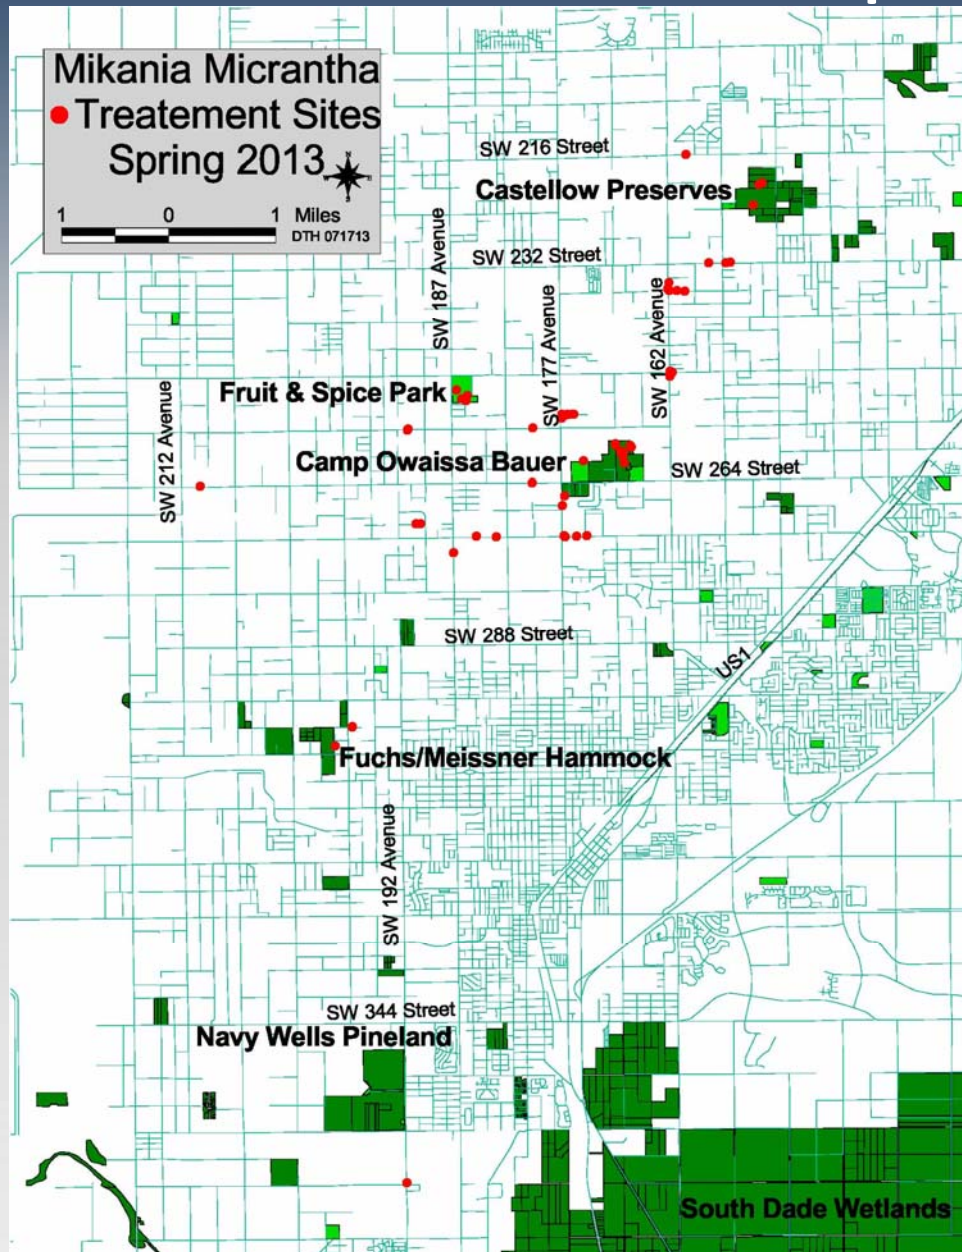 Mikania Micrantha
Treatement Sites
Spring 2013
1 0 1 Miles
DTH 071713
SW 216 Street
Castellow Preserves
SW 187 Avenue
SW 232 Street
SW 177 Avenue
SW 162 Avenue
Fruit & Spice Park
SW 212 Avenue
Camp Owaissa Bauer
SW 264 Street
SW 288 Street
US1
Fuchs/Meissner Hammock
SW 192 Avenue
SW 344 Street
Navy Wells Pineland
South Dade Wetlands